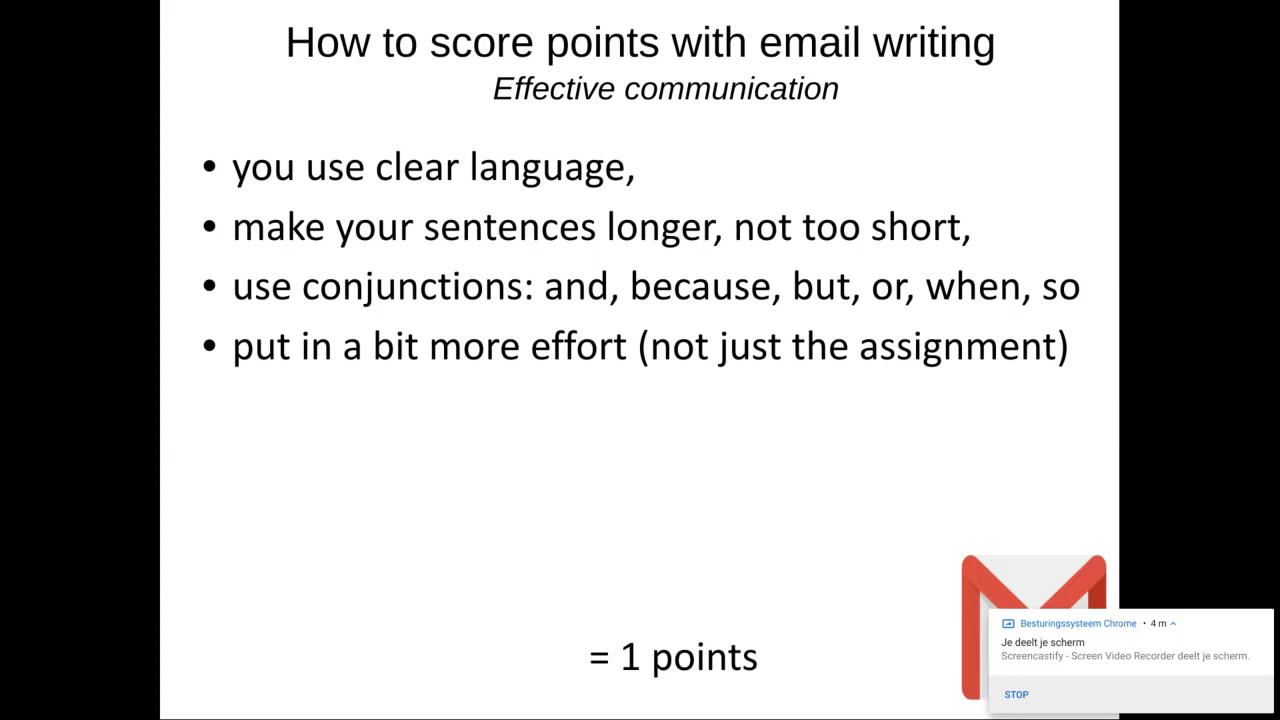 How to score points with email writing
Effective communication
• you use clear language,
• make your sentences longer, not too short,
• use conjunctions: and, because, but, or, when, so
• put in a bit more effort (not just the assignment)
= 1 points
Besturingssysteem Chrome • 4 m
Je deelt je scherm
Screencastify - Screen Video Recorder deelt je scherm.
STOP